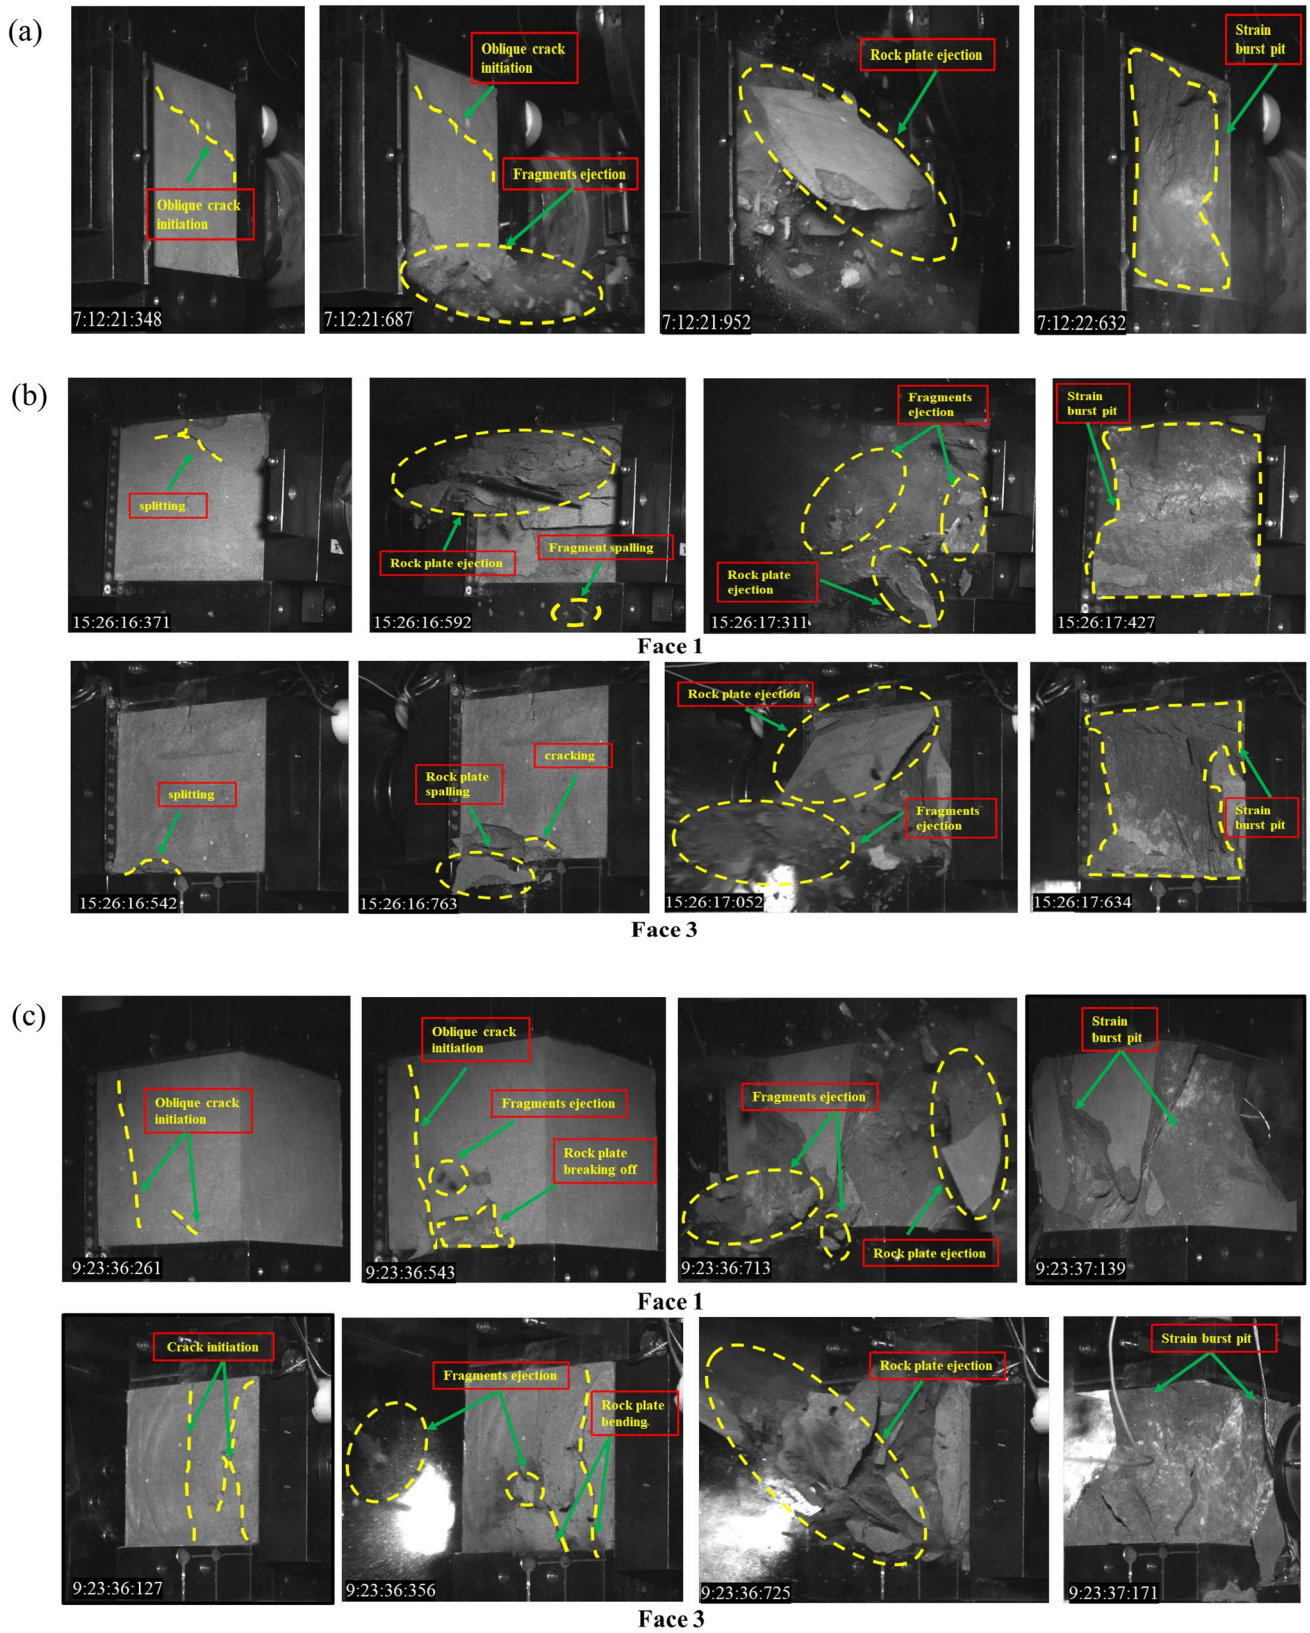 (a)
Oblique crack
initiation
7:12:21:348
Oblique crack
initiation
Fragments ejection
7:12:21:687
Rock plate ejection
7:12:21:952
Strain
burst pit
7:12:22:632
(b)
splitting
15:26:16:371
Rock plate ejection
Fragment spalling
15:26:16:592
Fragments
ejection
Rock plate
ejection
15:26:17:311
Strain
burst pit
15:26:17:427
Face 1
splitting
15:26:16:542
Rock plate
spalling
cracking
15:26:16:763
Rock plate ejection
Fragments
ejection
15:26:17:052
Strain
burst pit
15:26:17:634
Face 3
(c)
Oblique crack
initiation
9:23:36:261
Oblique crack
initiation
Fragments ejection
Rock plate
breaking off
9:23:36:543
Fragments ejection
Rock plate ejection
9:23:36:713
Strain
burst pit
9:23:37:139
Face 1
Crack initiation
9:23:36:127
Fragments ejection
Rock plate
bending
9:23:36:356
Rock plate ejection
9:23:36:725
Strain burst pit
9:23:37:171
Face 3